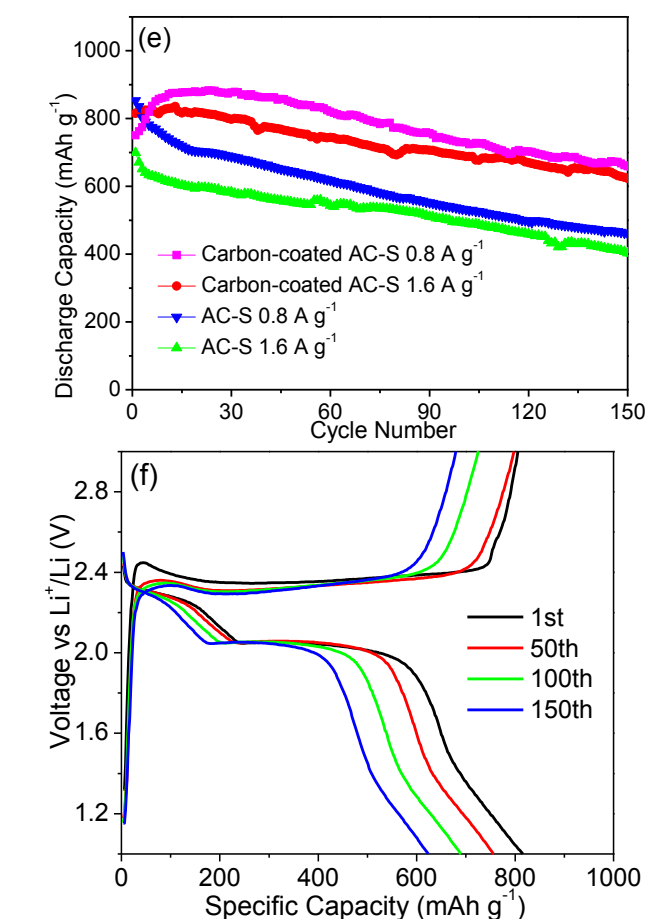 (e)
1000
800
600
400
200
0
Discharge Capacity (mAh g⁻¹)
Carbon-coated AC-S 0.8 A g⁻¹
Carbon-coated AC-S 1.6 A g⁻¹
AC-S 0.8 A g⁻¹
AC-S 1.6 A g⁻¹
0 30 60 90 120 150
Cycle Number
(f)
2.8
2.4
2.0
1.6
1.2
Voltage vs Li⁺/Li (V)
1st
50th
100th
150th
0 200 400 600 800 1000
Specific Capacity (mAh g⁻¹)